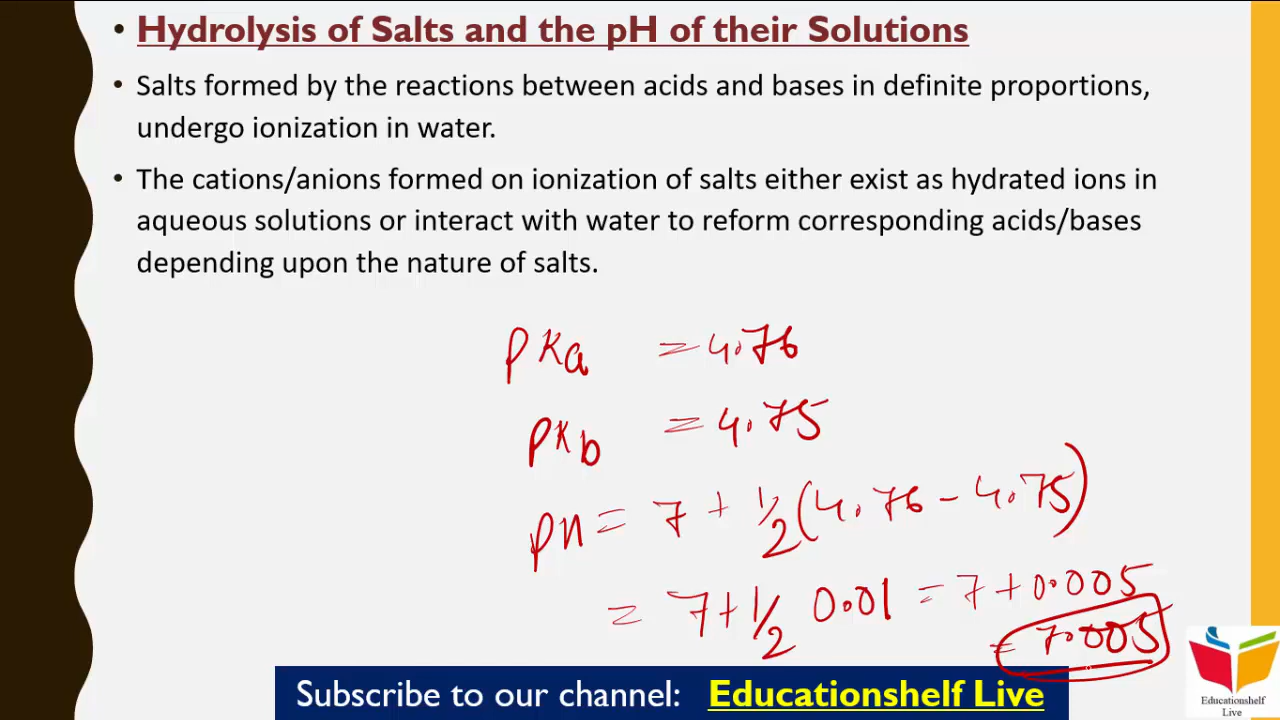 • Hydrolysis of Salts and the pH of their Solutions
• Salts formed by the reactions between acids and bases in definite proportions,
undergo ionization in water.
• The cations/anions formed on ionization of salts either exist as hydrated ions in
aqueous solutions or interact with water to reform corresponding acids/bases
depending upon the nature of salts.
pKa = 4.76
pKb = 4.75
pH = 7 + 1/2 (4.76 - 4.75)
= 7 + 1/2 0.01 = 7 + 0.005
= 7.005
Subscribe to our channel: Educationshelf Live
Educationshelf
Live